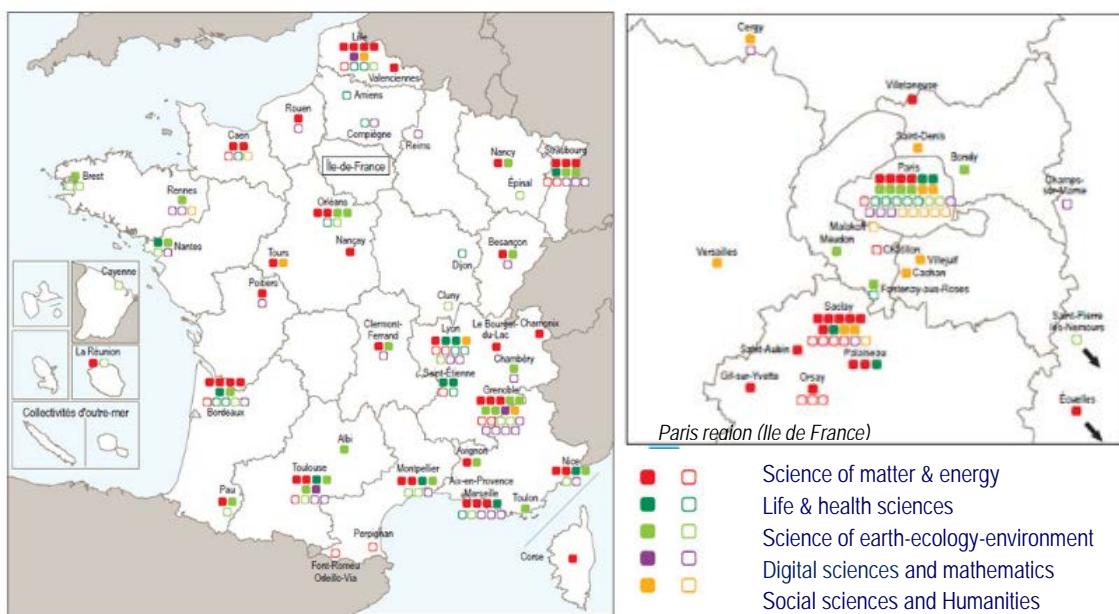 Lille
Valenciennes
Amiens
Rouen
Compiègne
Reims
Caen
Nancy
Strasbourg
Île-de-France
Épinal
Brest
Rennes
Orléans
Nançay
Nantes
Tours
Dijon
Besançon
Cayenne
Poitiers
Cluny
Clermont-
Ferrand
Lyon
Le Bourget-
du-Lac
Chamonix
La Réunion
Chambéry
Saint-Étienne
Grenoble
Bordeaux
Collectivités d'outre-mer
Albi
Avignon
Toulouse
Montpellier
Nice
Aix-en-Provence
Marseille
Toulon
Pau
Perpignan
Font-Romeu
Odeillo-Via
Corse
Cergy
Villetaneuse
Saint-Denis
Bondy
Paris
Champs-
sur-Marne
Malakoff
Meudon
Châtillon
Versailles
Villejuif
Cachan
Fontenay-aux-Roses
Saclay
Saint-Pierre
lès-Nemours
Saint-Aubin
Palaiseau
Gif-sur-Yvette
Orsay
Écuelles
Paris region (Ile de France)
Science of matter & energy
Life & health sciences
Science of earth-ecology-environment
Digital sciences and mathematics
Social sciences and Humanities